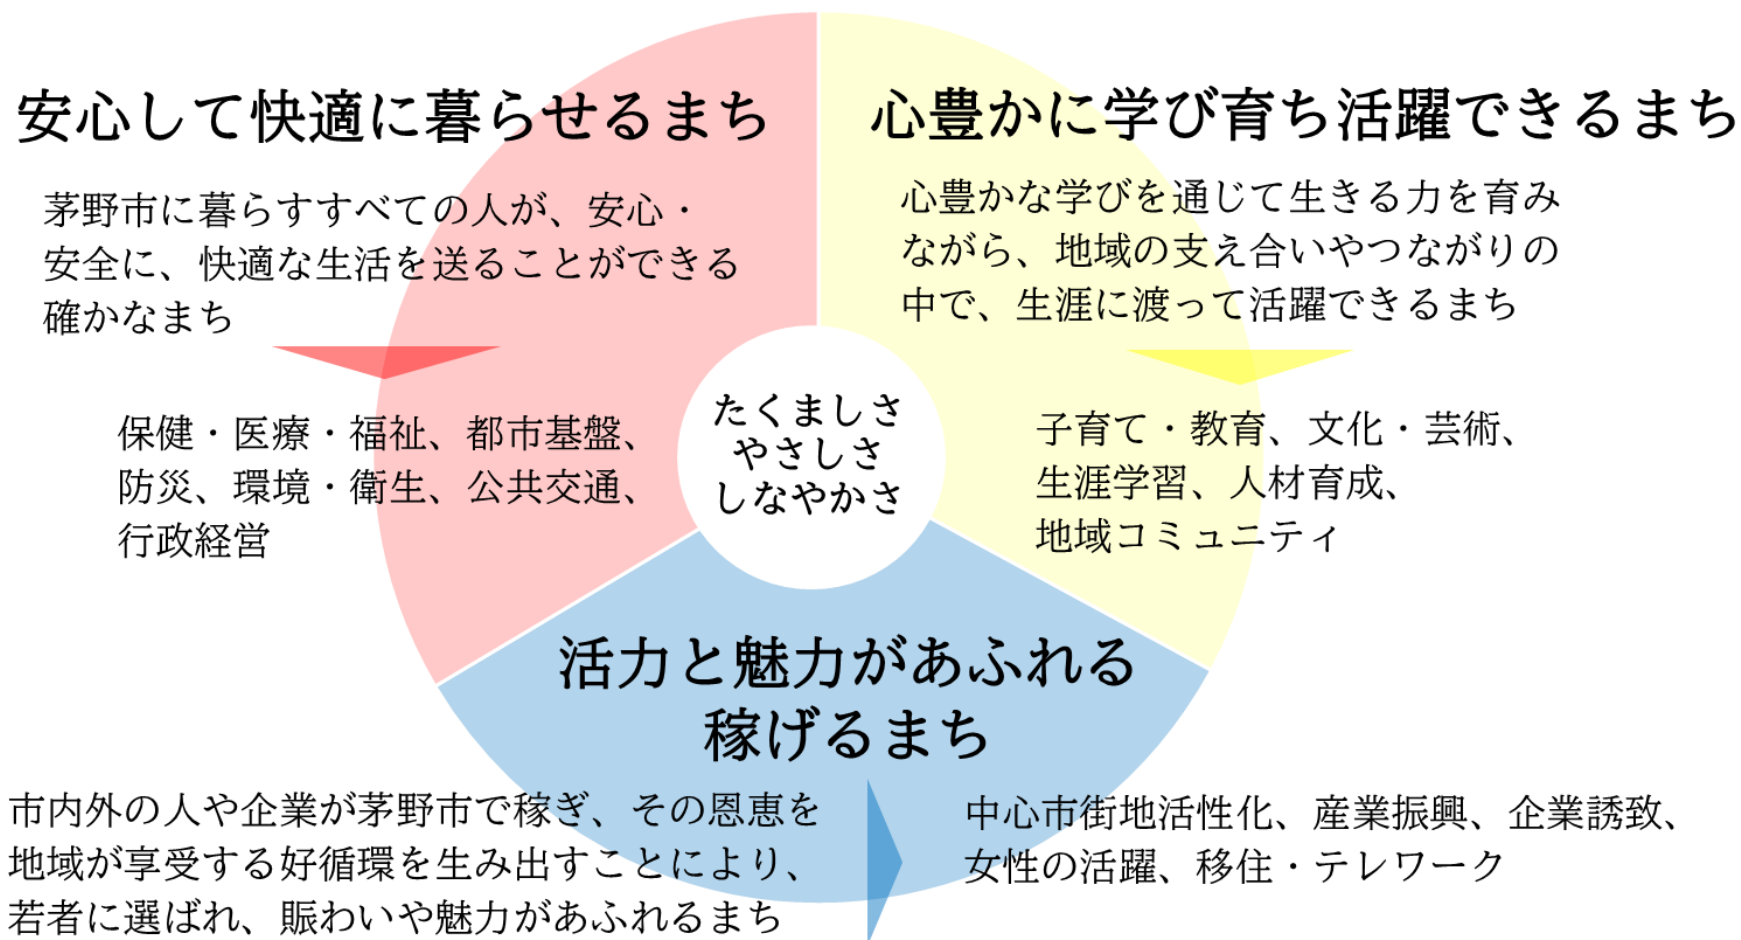 安心して快適に暮らせるまち
茅野市に暮らすすべての人が、安心・
安全に、快適な生活を送ることができる
確かなまち
保健・医療・福祉、都市基盤、
防災、環境・衛生、公共交通、
行政経営
心豊かに学び育ち活躍できるまち
心豊かな学びを通じて生きる力を育み
ながら、地域の支え合いやつながりの
中で、生涯に渡って活躍できるまち
子育て・教育、文化・芸術、
生涯学習、人材育成、
地域コミュニティ
たくましさ
やさしさ
しなやかさ
活力と魅力があふれる
稼げるまち
市内外の人や企業が茅野市で稼ぎ、その恩恵を
地域が享受する好循環を生み出すことにより、
若者に選ばれ、賑わいや魅力があふれるまち
中心市街地活性化、産業振興、企業誘致、
女性の活躍、移住・テレワーク